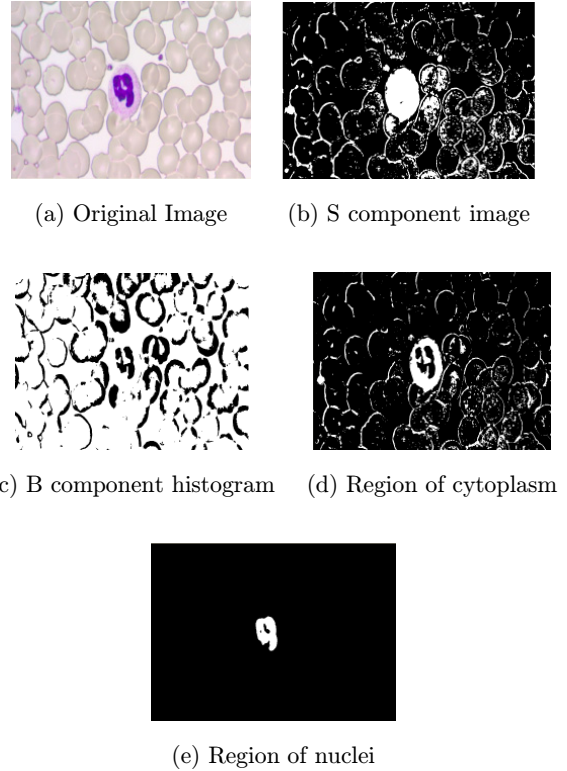 (a) Original Image
(b) S component image
c) B component histogram
(d) Region of cytoplasm
(e) Region of nuclei